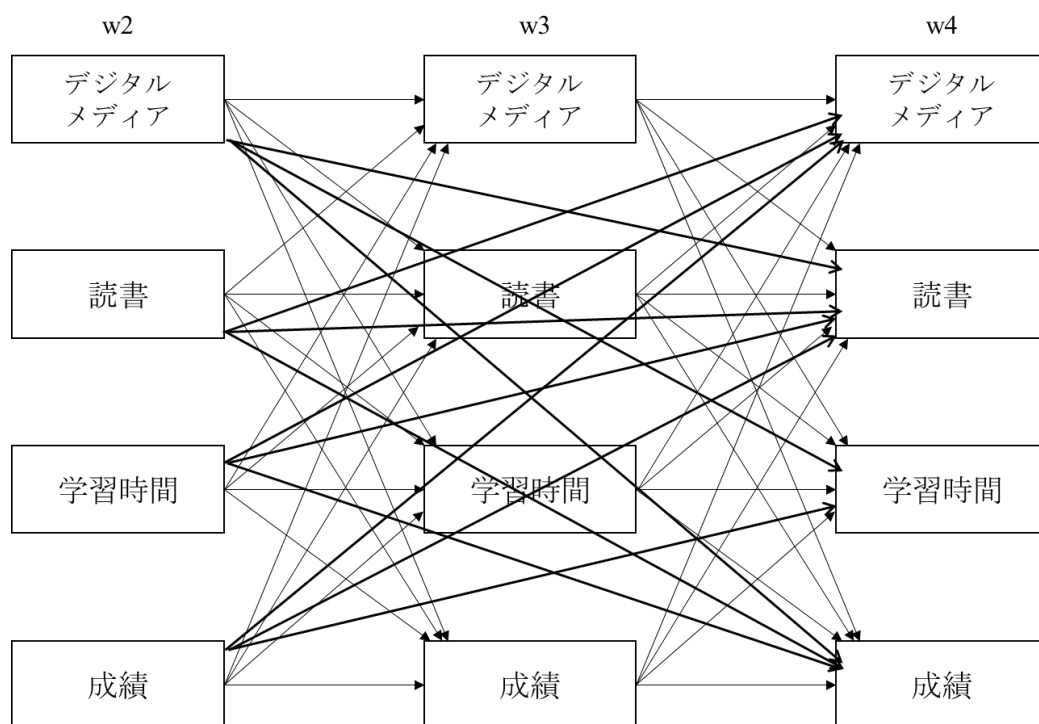 w2
w3
w4
デジタル
メディア
デジタル
メディア
デジタル
メディア
読書
読書
読書
学習時間
学習時間
学習時間
成績
成績
成績